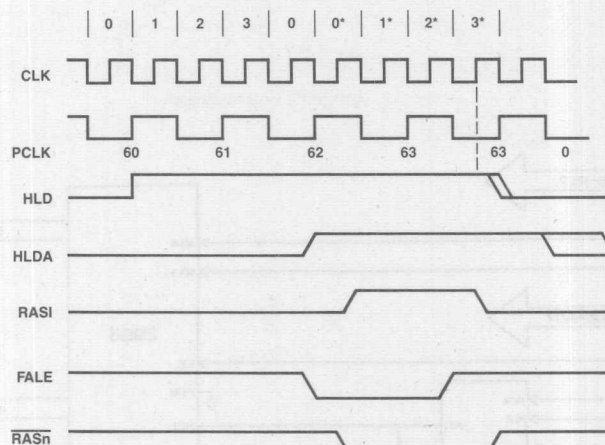 0 1 2 3 0 0* 1* 2* 3*
CLK
PCLK
60 61 62 63 63 0
HLD
HLDA
RASI
FALE
RASn